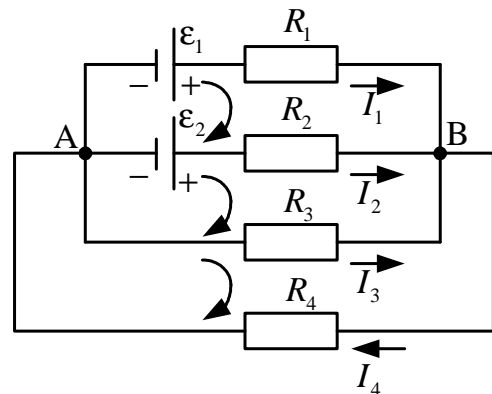 ε₁ R₁
− + I₁
A ε₂ R₂ B
− + I₂
R₃
I₃
R₄
I₄